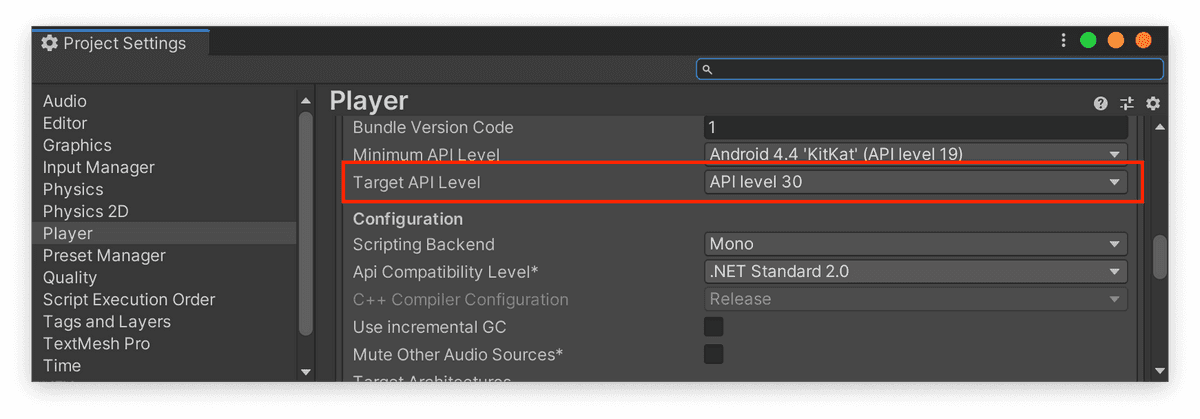 Project Settings
Audio
Editor
Graphics
Input Manager
Physics
Physics 2D
Player
Preset Manager
Quality
Script Execution Order
Tags and Layers
TextMesh Pro
Time
Player
Bundle Version Code 1
Minimum API Level Android 4.4 'KitKat' (API level 19)
Target API Level API level 30
Configuration
Scripting Backend Mono
Api Compatibility Level* .NET Standard 2.0
C++ Compiler Configuration Release
Use incremental GC
Mute Other Audio Sources*
Target Architectures